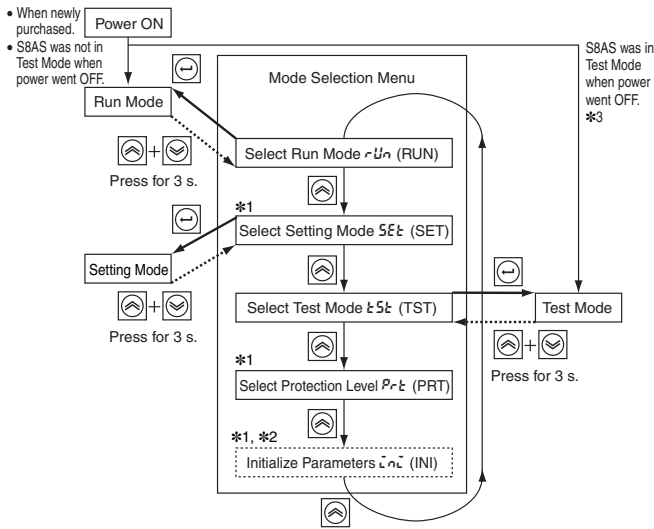 • When newly
purchased.
• S8AS was not in
Test Mode when
power went OFF.
Power ON
S8AS was in
Test Mode
when power
went OFF.
*3
Mode Selection Menu
Run Mode
+
Press for 3 s.
Select Run Mode rUn (RUN)
*1
Select Setting Mode SEt (SET)
Setting Mode
+
Press for 3 s.
Select Test Mode tSt (TST)
Test Mode
+
Press for 3 s.
*1
Select Protection Level Prt (PRT)
*1, *2
Initialize Parameters ini (INI)